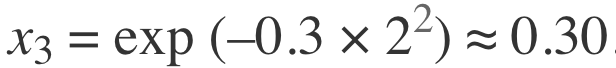 x₃ = exp (–0.3 × 2²) ≈ 0.30.